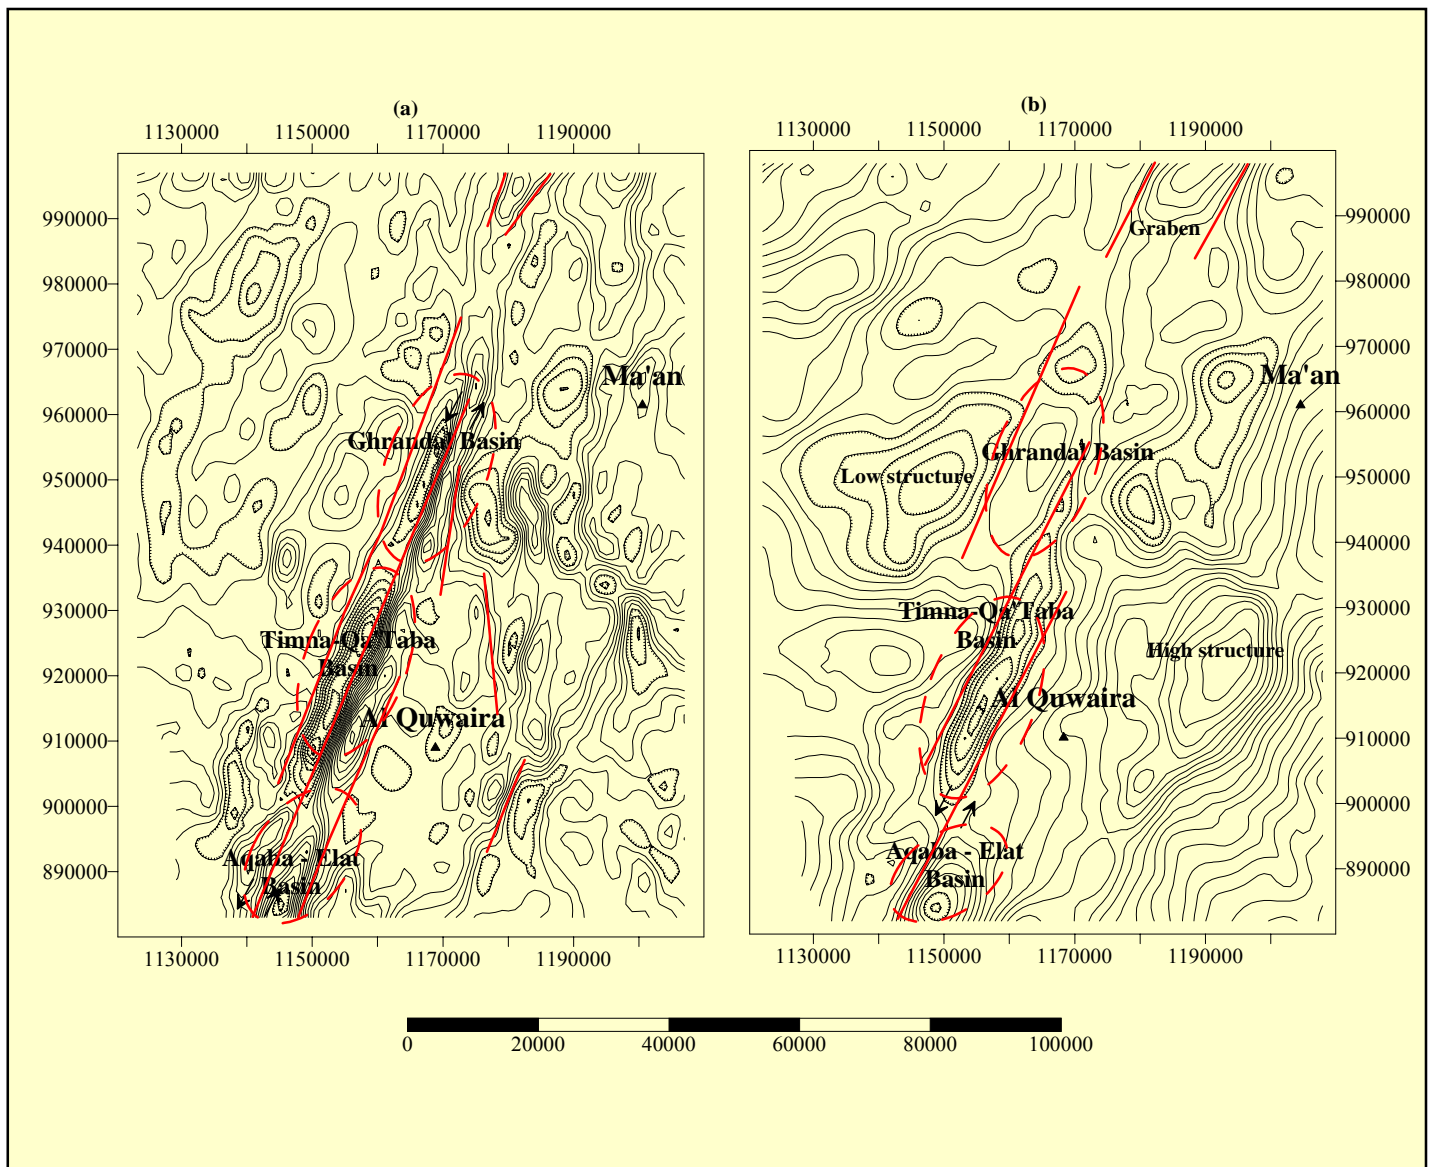 (a)
(b)
1130000 1150000 1170000 1190000
1130000 1150000 1170000 1190000
990000
980000
970000
960000
950000
940000
930000
920000
910000
900000
890000
Ma'an
Ghrandal Basin
Timna-Qa'Taba
Basin
Al Quwaira
Aqaba - Elat
Basin
1130000 1150000 1170000 1190000
Graben
Ma'an
Ghrandal Basin
Low structure
Timna-Qa'Taba
Basin
High structure
Al Quwaira
Aqaba - Elat
Basin
990000
980000
970000
960000
950000
940000
930000
920000
910000
900000
890000
1130000 1150000 1170000 1190000
0 20000 40000 60000 80000 100000